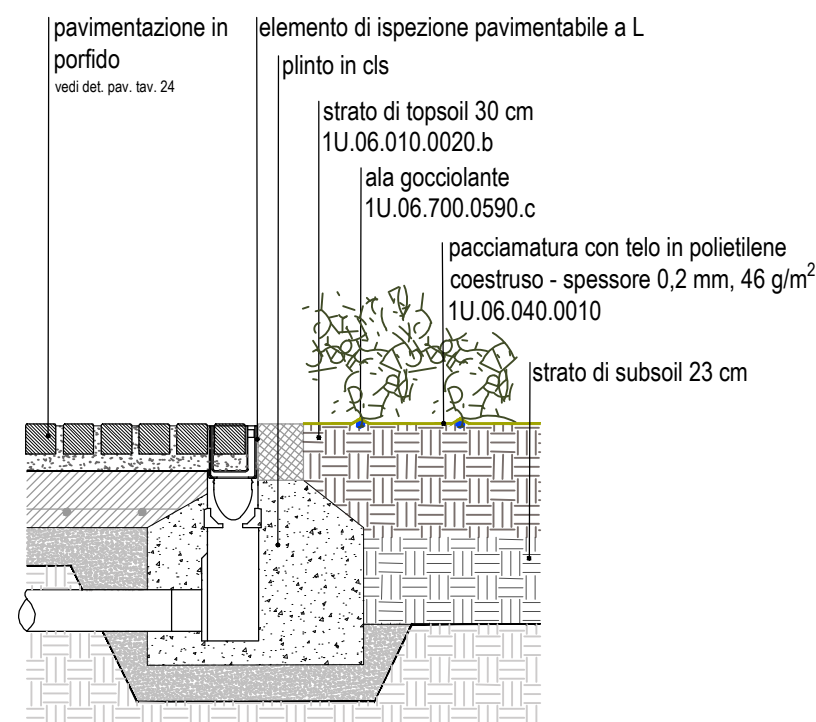 pavimentazione in
porfido
vedi det. pav. tav. 24
elemento di ispezione pavimentabile a L
plinto in cls
strato di topsoil 30 cm
1U.06.010.0020.b
ala gocciolante
1U.06.700.0590.c
pacciamatura con telo in polietilene
coestruso - spessore 0,2 mm, 46 g/m²
1U.06.040.0010
strato di subsoil 23 cm